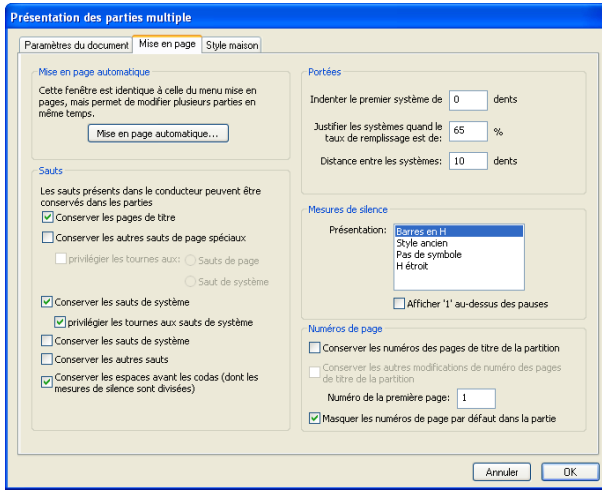 Présentation des parties multiple
Paramètres du document
Mise en page
Style maison
Mise en page automatique
Cette fenêtre est identique à celle du menu mise en
pages, mais permet de modifier plusieurs parties en
même temps.
Mise en page automatique...
Sauts
Les sauts présents dans le conducteur peuvent être
conservés dans les parties
Conserver les pages de titre
Conserver les autres sauts de page spéciaux
privilégier les tournes aux:
Sauts de page
Saut de système
Conserver les sauts de système
privilégier les tournes aux sauts de système
Conserver les sauts de système
Conserver les autres sauts
Conserver les espaces avant les codas (dont les
mesures de silence sont divisées)
Portées
Indenter le premier système de 0 dents
Justifier les systèmes quand le
taux de remplissage est de: 65 %
Distance entre les systèmes: 10 dents
Mesures de silence
Présentation:
Barres en H
Style ancien
Pas de symbole
H étroit
Afficher '1' au-dessus des pauses
Numéros de page
Conserver les numéros des pages de titre de la partition
Conserver les autres modifications de numéro des pages
de titre de la partition
Numéro de la première page: 1
Masquer les numéros de page par défaut dans la partie
Annuler
OK